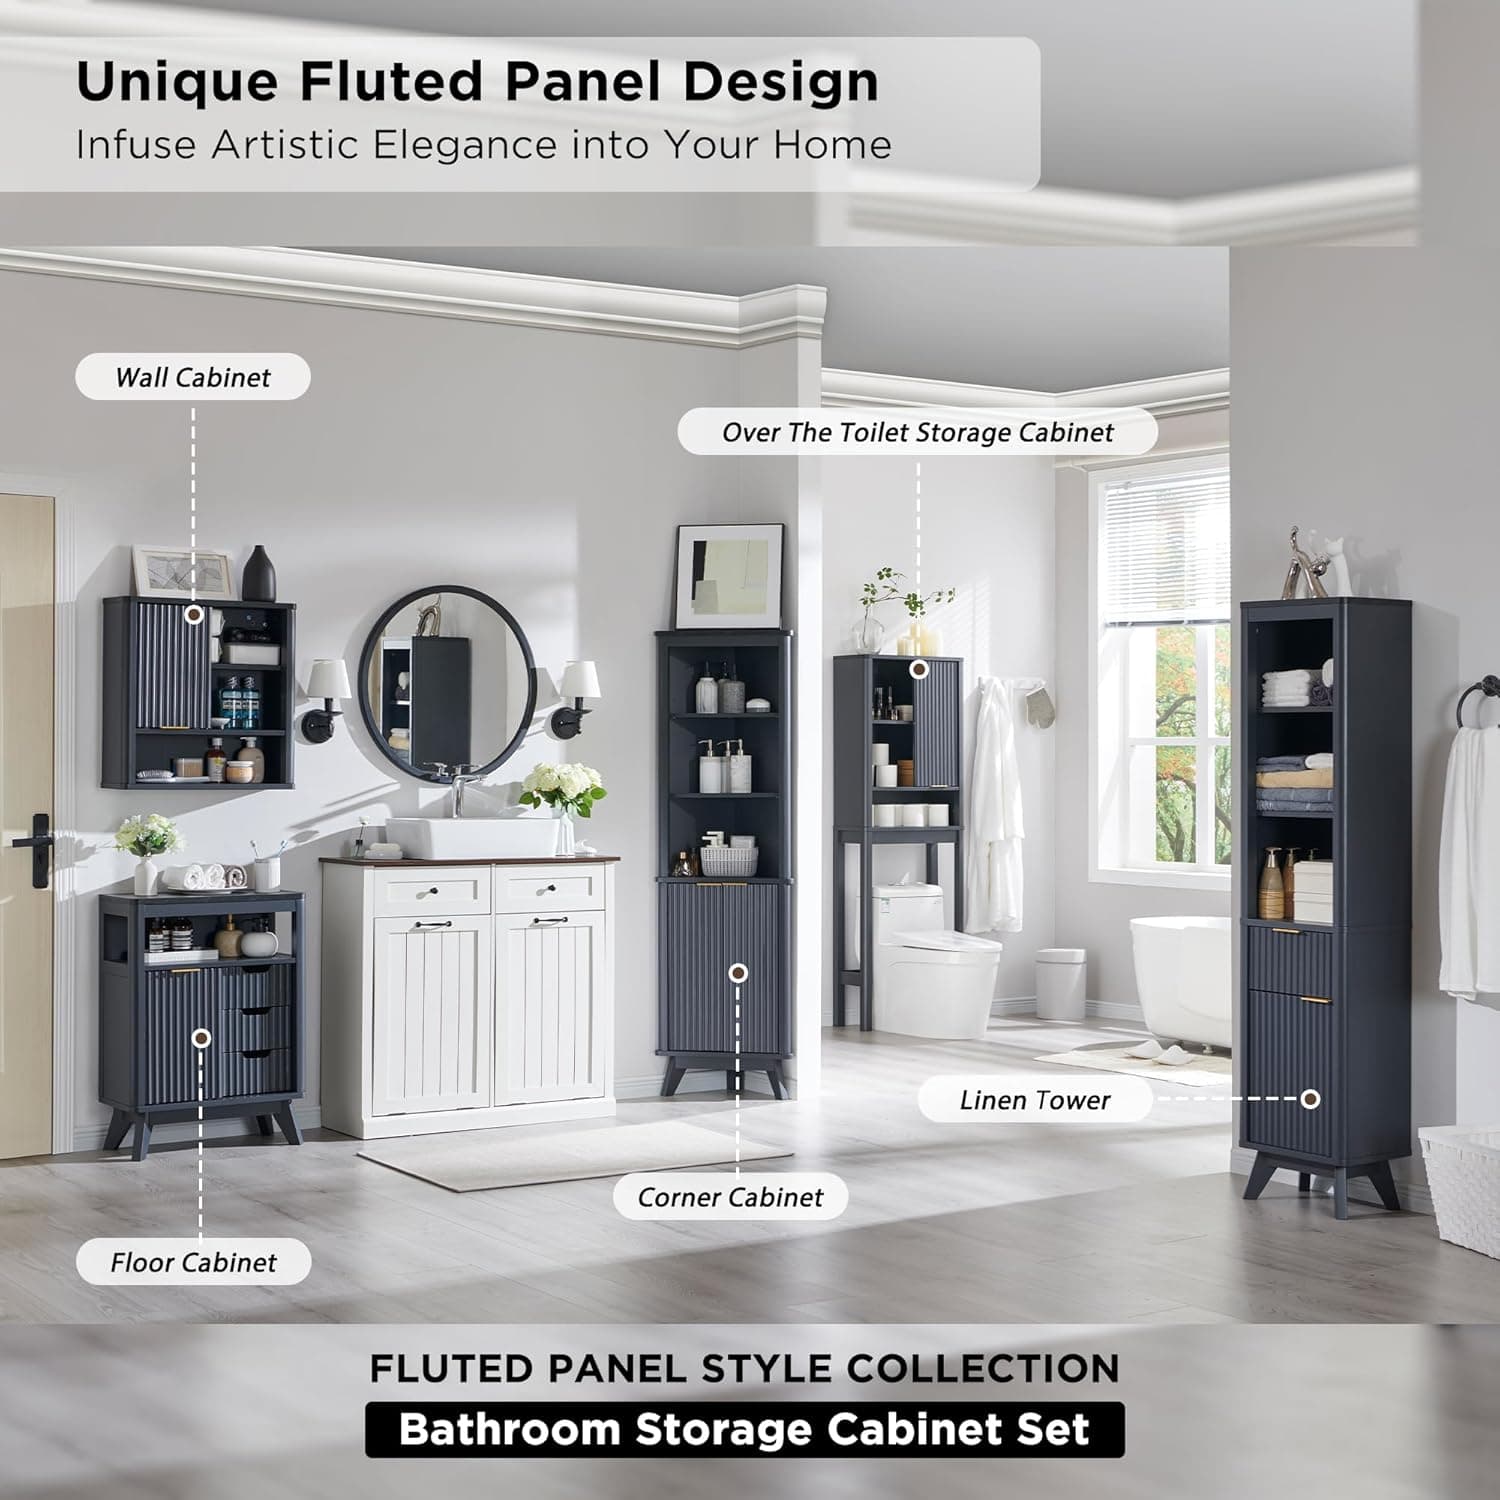 Unique Fluted Panel Design
Infuse Artistic Elegance into Your Home
Wall Cabinet
Over The Toilet Storage Cabinet
Linen Tower
Corner Cabinet
Floor Cabinet
FLUTED PANEL STYLE COLLECTION
Bathroom Storage Cabinet Set